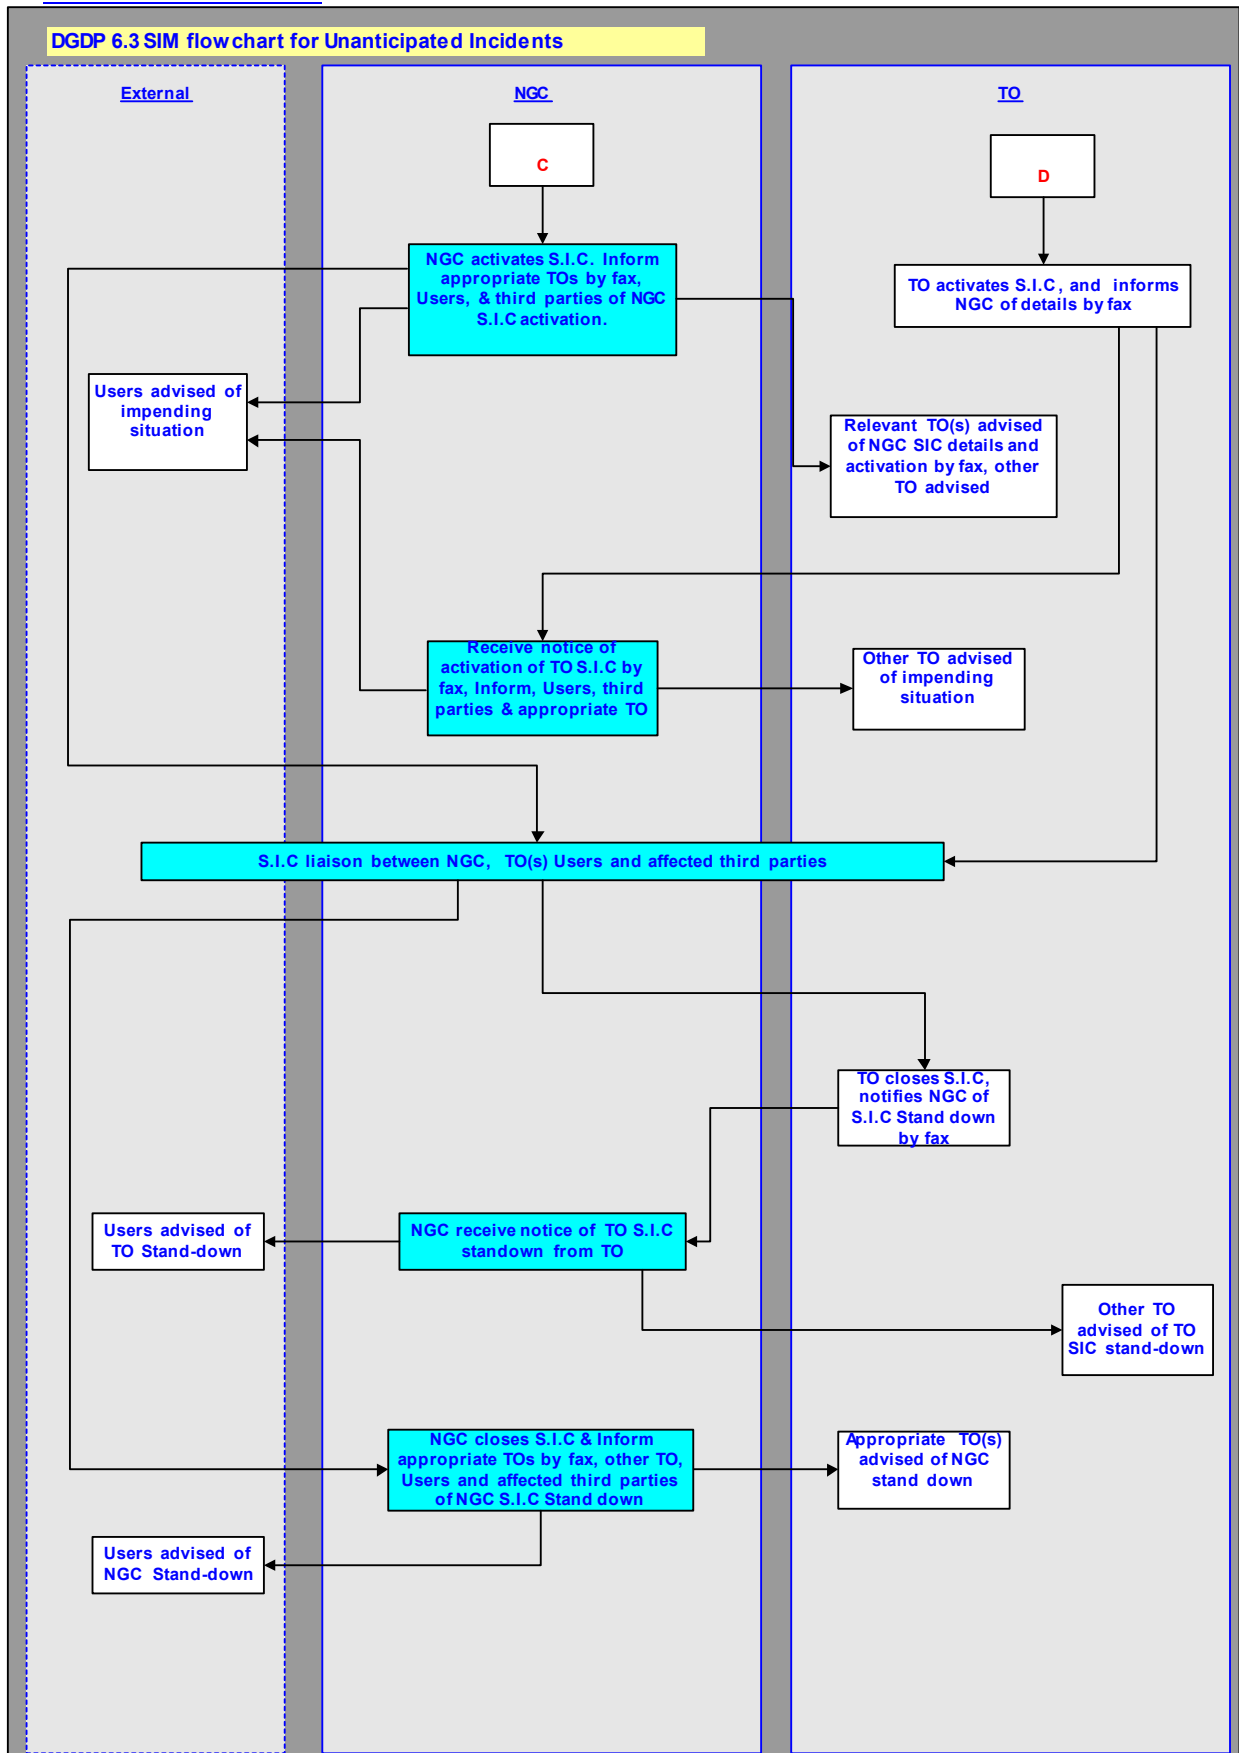 DGDP 6.3 SIM flowchart for Unanticipated Incidents
External
NGC
TO
C
D
NGC activates S.I.C. Inform
appropriate TOs by fax,
Users, & third parties of NGC
S.I.C activation.
TO activates S.I.C, and informs
NGC of details by fax
Users advised of
impending
situation
Relevant TO(s) advised
of NGC SIC details and
activation by fax, other
TO advised
Receive notice of
activation of TO S.I.C by
fax, Inform, Users, third
parties & appropriate TO
Other TO advised
of impending
situation
S.I.C liaison between NGC, TO(s) Users and affected third parties
TO closes S.I.C,
notifies NGC of
S.I.C Stand down
by fax
Users advised of
TO Stand-down
NGC receive notice of TO S.I.C
standown from TO
Other TO
advised of TO
SIC stand-down
NGC closes S.I.C & Inform
appropriate TOs by fax, other TO,
Users and affected third parties
of NGC S.I.C Stand down
Appropriate TO(s)
advised of NGC
stand down
Users advised of
NGC Stand-down